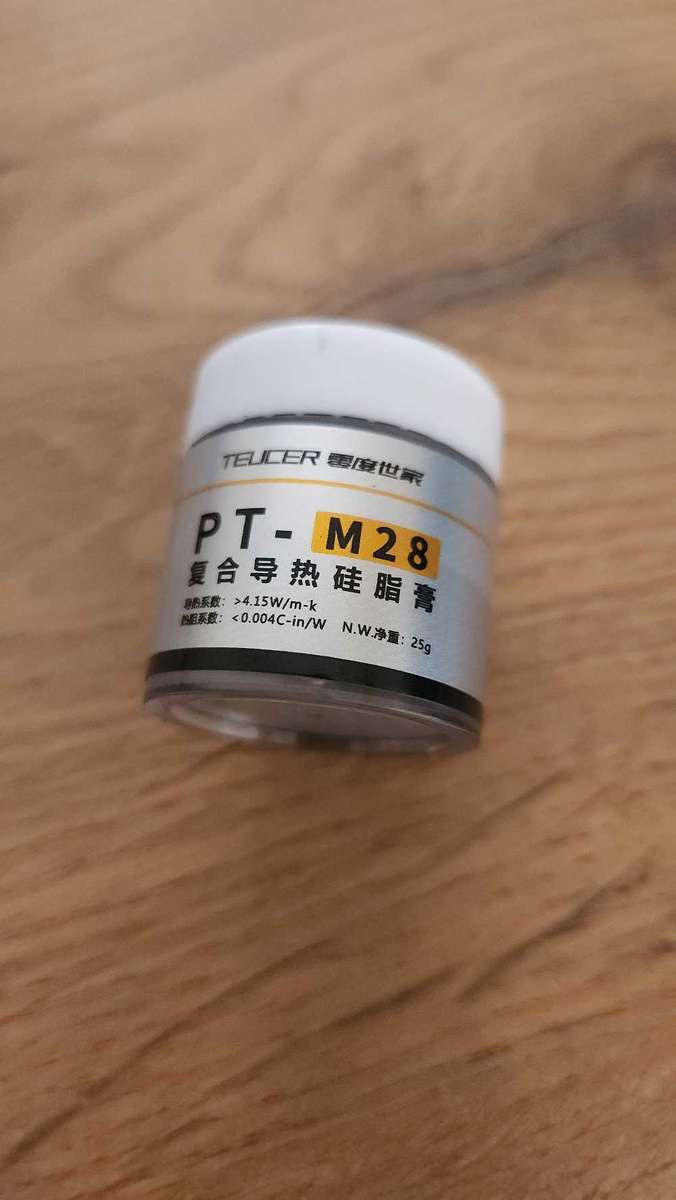 TEUCER 零度世家
PT- M28
复合导热硅脂膏
导热系数: >4.15W/m-k
热阻系数: <0.004C-in/W N.W.净重: 25g